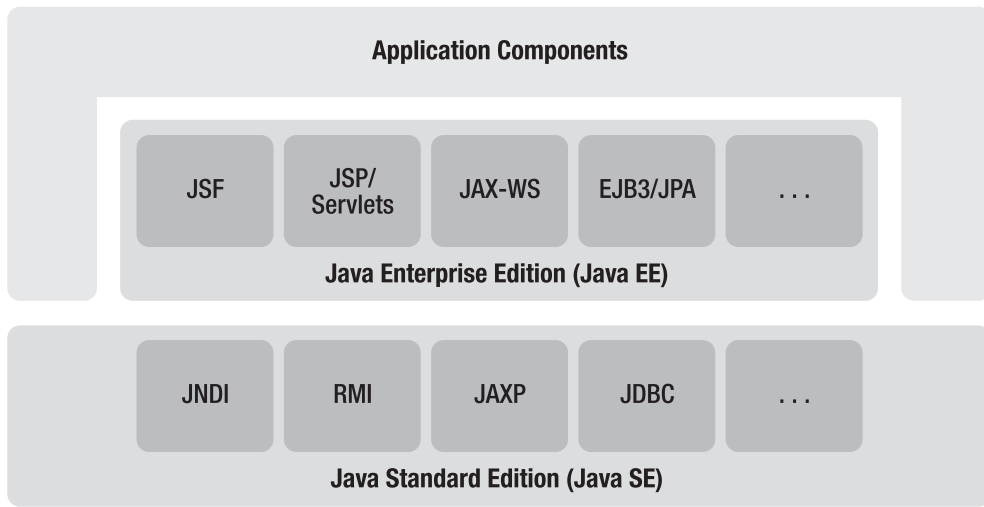 Application Components
JSF
JSP/
Servlets
JAX-WS
EJB3/JPA
...
Java Enterprise Edition (Java EE)
JNDI
RMI
JAXP
JDBC
...
Java Standard Edition (Java SE)